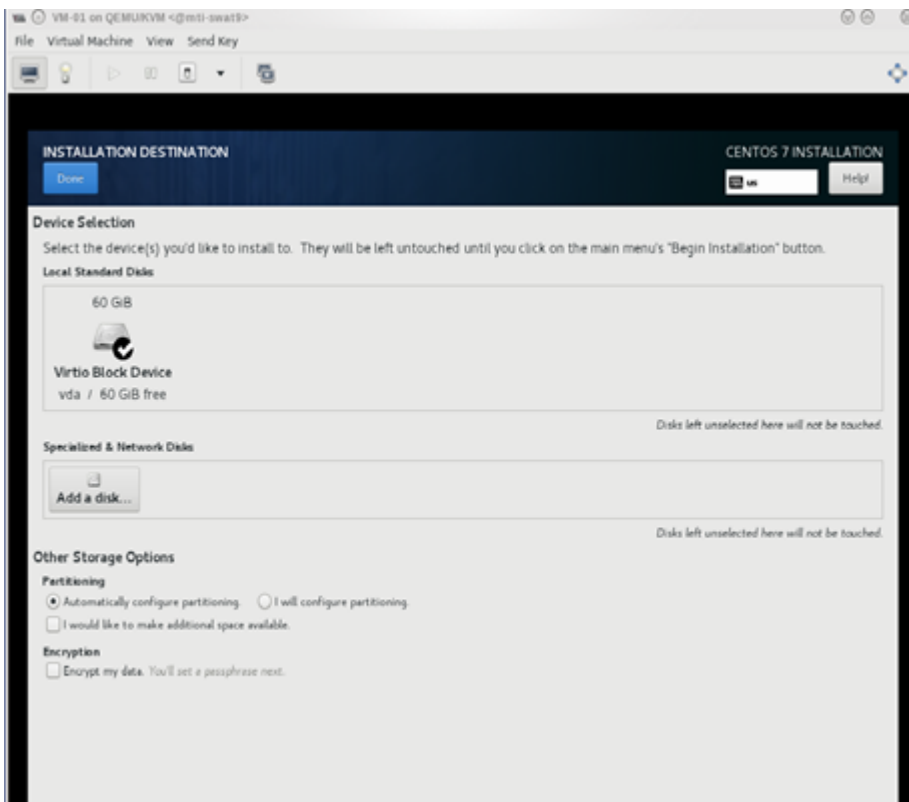 VM-01 on QEMU/KVM <@mti-swat9>
File Virtual Machine View Send Key
INSTALLATION DESTINATION
CENTOS 7 INSTALLATION
Done
us
Help!
Device Selection
Select the device(s) you'd like to install to. They will be left untouched until you click on the main menu's "Begin Installation" button.
Local Standard Disks
60 GiB
Virtio Block Device
vda / 60 GiB free
Disks left unselected here will not be touched.
Specialized & Network Disks
Add a disk...
Disks left unselected here will not be touched.
Other Storage Options
Partitioning
Automatically configure partitioning. I will configure partitioning.
I would like to make additional space available.
Encryption
Encrypt my data. You'll set a passphrase next.